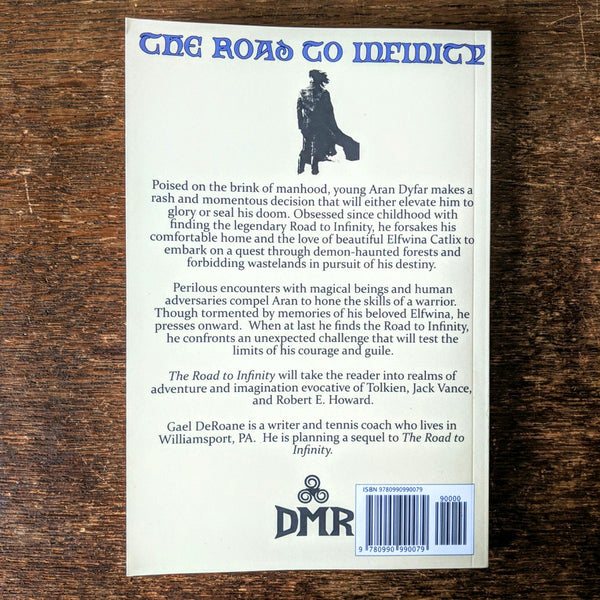 THE ROAD TO INFINITY
Poised on the brink of manhood, young Aran Dyfar makes a
rash and momentous decision that will either elevate him to
glory or seal his doom. Obsessed since childhood with
finding the legendary Road to Infinity, he forsakes his
comfortable home and the love of beautiful Elfwina Catlix to
embark on a quest through demon-haunted forests and
forbidding wastelands in pursuit of his destiny.
Perilous encounters with magical beings and human
adversaries compel Aran to hone the skills of a warrior.
Though tormented by memories of his beloved Elfwina, he
presses onward. When at last he finds the Road to Infinity,
he confronts an unexpected challenge that will test the
limits of his courage and guile.
The Road to Infinity will take the reader into realms of
adventure and imagination evocative of Tolkien, Jack Vance,
and Robert E. Howard.
Gael DeRoane is a writer and tennis coach who lives in
Williamsport, PA. He is planning a sequel to The Road to
Infinity.
DMR
ISBN 9780990990079
90000
9 780990 990079